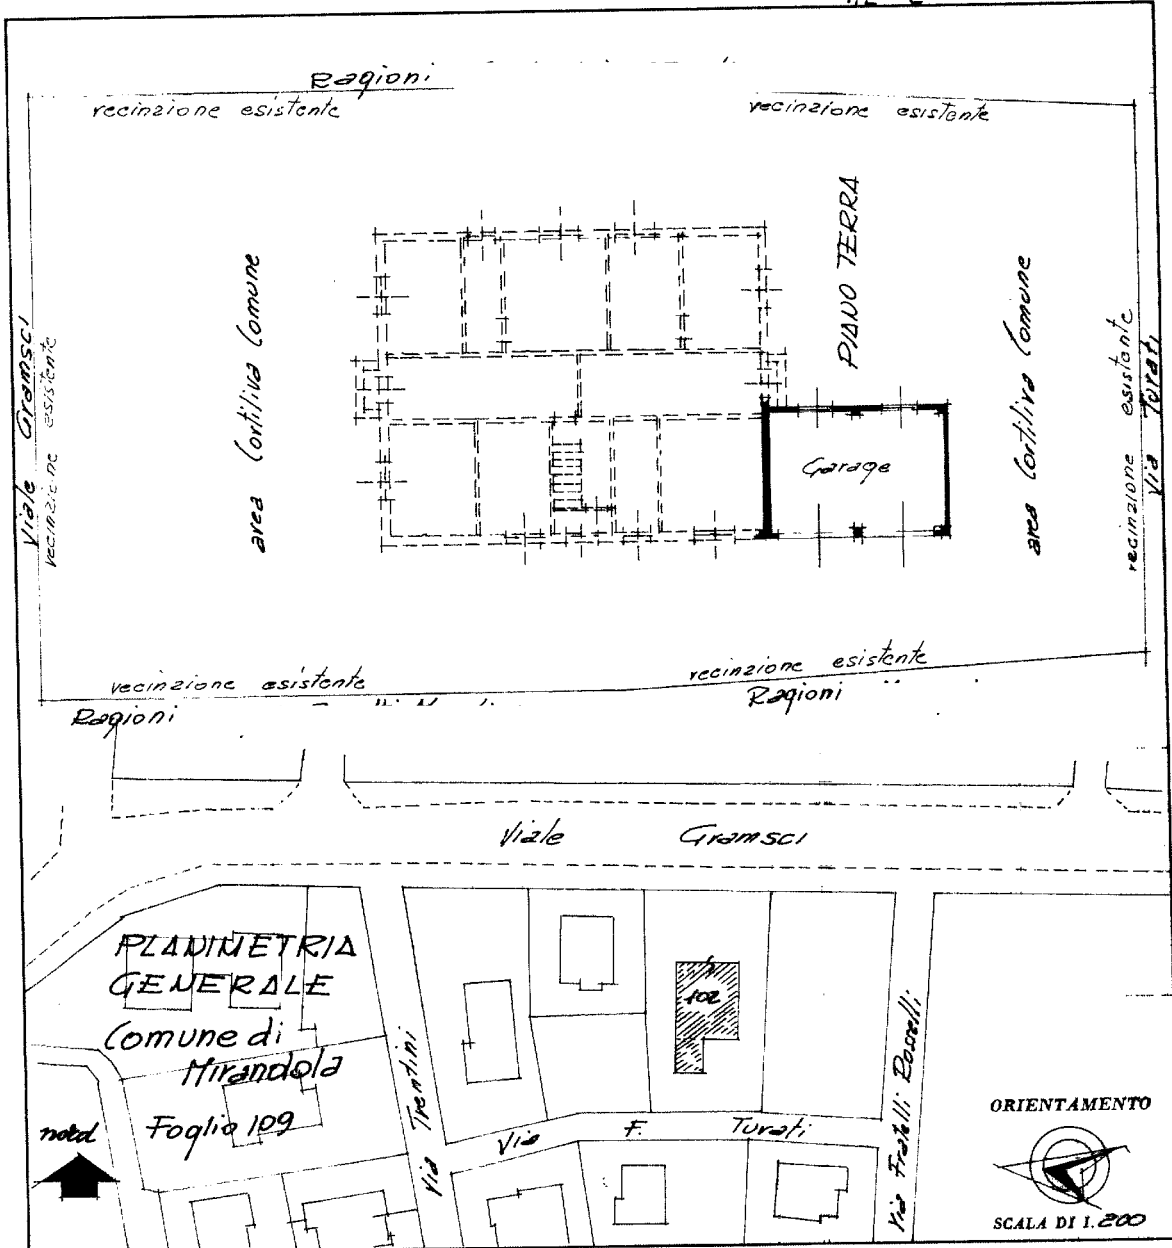 Ragioni
recinzione esistente
recinzione esistente
PIANO TERRA
area Cortiliva Comune
area Cortiliva Comune
Viale Gramsci
recinzione esistente
recinzione esistente
Via Turati
Garage
recinzione esistente
recinzione esistente
Ragioni
Ragioni
Viale Gramsci
PLANIMETRIA
GENERALE
Comune di
Mirandola
Foglio 109
102
nord
Via Trentini
Via F. Turati
Via Fratelli Rosselli
ORIENTAMENTO
SCALA DI 1:200